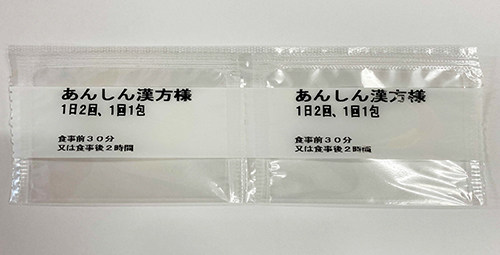 あんしん漢方様
1日2回、1回1包
食事前30分
又は食事後2時間
あんしん漢方様
1日2回、1回1包
食事前30分
又は食事後2時間